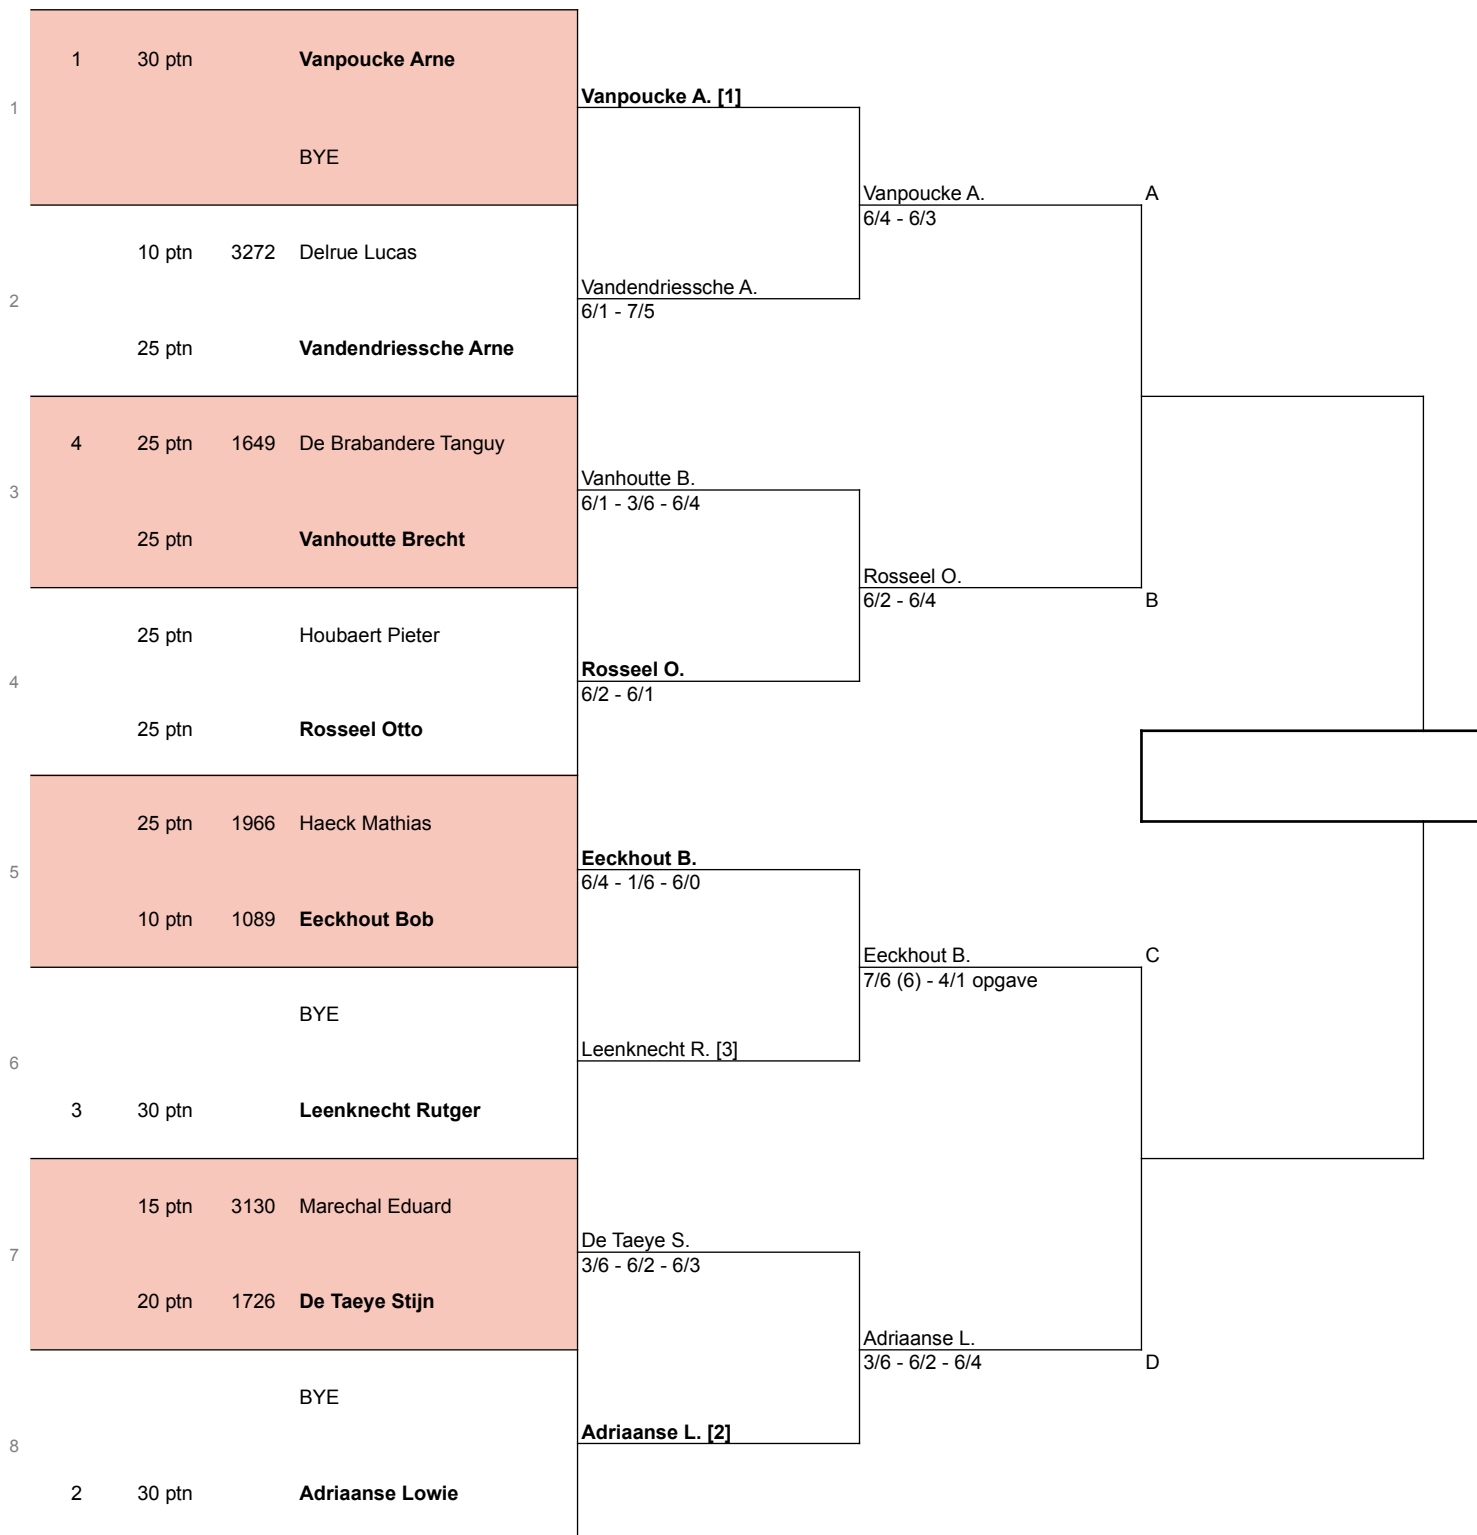 1 30 ptn Vanpoucke Arne
Vanpoucke A. [1]
1
BYE
Vanpoucke A. A
6/4 - 6/3
10 ptn 3272 Delrue Lucas
Vandendriessche A.
2
6/1 - 7/5
25 ptn Vandendriessche Arne
4 25 ptn 1649 De Brabandere Tanguy
Vanhoutte B.
3
6/1 - 3/6 - 6/4
25 ptn Vanhoutte Brecht
Rosseel O.
6/2 - 6/4 B
25 ptn Houbaert Pieter
Rosseel O.
4
6/2 - 6/1
25 ptn Rosseel Otto
25 ptn 1966 Haeck Mathias
Eeckhout B.
5
6/4 - 1/6 - 6/0
10 ptn 1089 Eeckhout Bob
Eeckhout B. C
7/6 (6) - 4/1 opgave
BYE
Leenknecht R. [3]
6
3 30 ptn Leenknecht Rutger
15 ptn 3130 Marechal Eduard
De Taeye S.
7
3/6 - 6/2 - 6/3
20 ptn 1726 De Taeye Stijn
Adriaanse L.
3/6 - 6/2 - 6/4 D
BYE
Adriaanse L. [2]
8
2 30 ptn Adriaanse Lowie